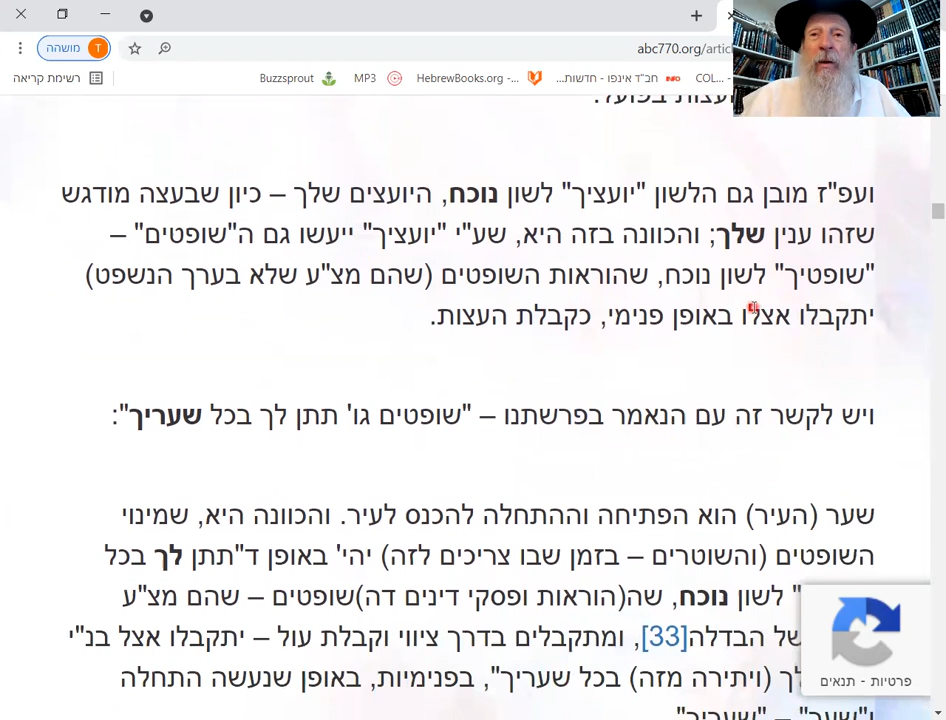 מושהה
abc770.org/artic
Buzzsprout
MP3
HebrewBooks.org -...
חב"ד אינפו - חדשות...
INFO
COL...
רשימת קריאה
ועפ"ז מובן גם הלשון "יועציך" לשון נוכח, היועצים שלך – כיון שבעצה מודגש
שזהו ענין שלך; והכוונה בזה היא, שע"י "יועציך" ייעשו גם ה"שופטים" –
"שופטיך" לשון נוכח, שהוראות השופטים (שהם מצ"ע שלא בערך הנשפט)
יתקבלו אצלו באופן פנימי, כקבלת העצות.
ויש לקשר זה עם הנאמר בפרשתנו – "שופטים גו' תתן לך בכל שעריך":
שער (העיר) הוא הפתיחה וההתחלה להכנס לעיר. והכוונה היא, שמינוי
השופטים (והשוטרים – בזמן שבו צריכים לזה) יהי' באופן ד"תתן לך בכל
" לשון נוכח, שה(הוראות ופסקי דינים דה)שופטים – שהם מצ"ע
של הבדלה[33], ומתקבלים בדרך ציווי וקבלת עול – יתקבלו אצל בנ"י
לך (ויתירה מזה) בכל שעריך", בפנימיות, באופן שנעשה התחלה
פרטיות - תנאים